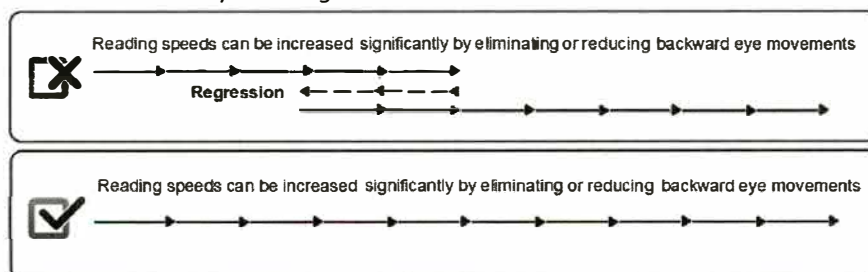 Reading speeds can be increased significantly by eliminating or reducing backward eye movements
Regression
Reading speeds can be increased significantly by eliminating or reducing backward eye movements